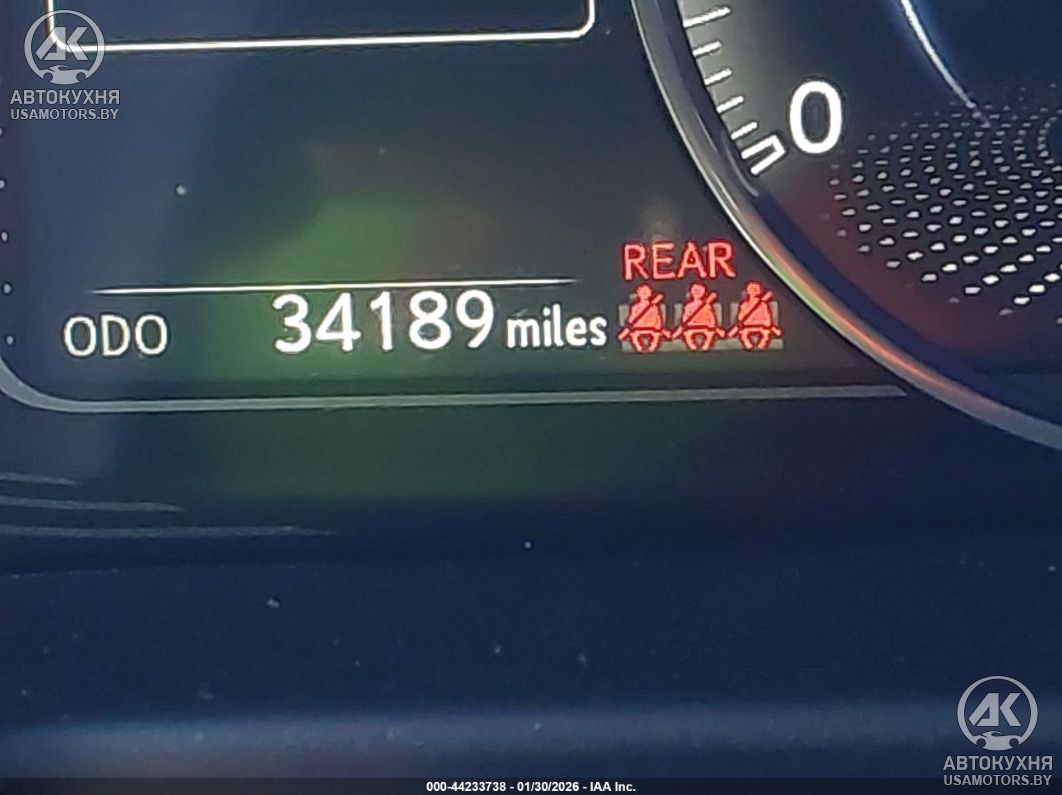 АК
АВТОКУХНЯ
USAMOTORS.BY
0
REAR
ODO 34189 miles
АК
АВТОКУХНЯ
USAMOTORS.BY
000-44233738 - 01/30/2026 - IAA Inc.